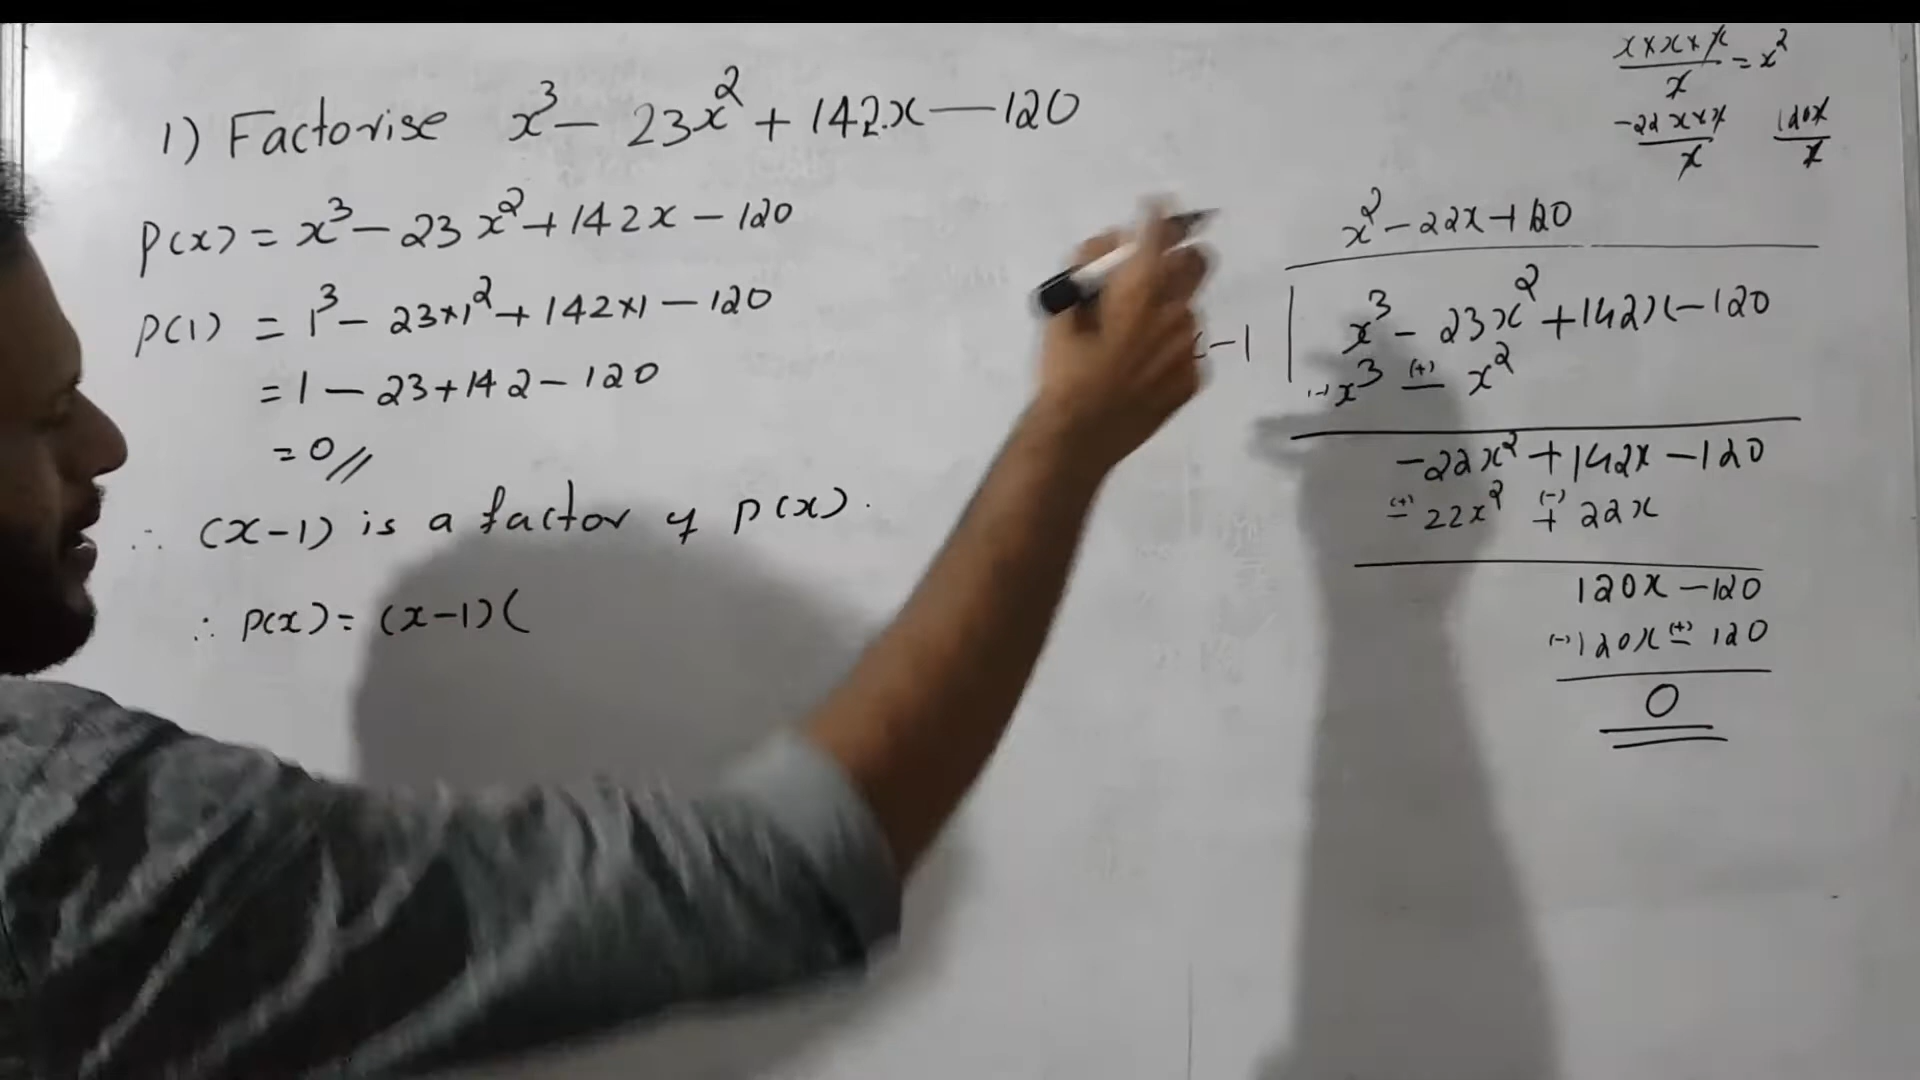 1) Factorise x³ - 23x² + 142x - 120
P(x) = x³ - 23x² + 142x - 120
P(1) = 1³ - 23×1² + 142×1 - 120
= 1 - 23 + 142 - 120
= 0 //
∴ (x-1) is a factor of P(x).
∴ P(x) = (x-1)(
x×x×x/x = x²
-22x×x/x 120x/x
x² - 22x + 120
-1 | x³ - 23x² + 142x - 120
(-) x³ (+) - x²
-22x² + 142x - 120
(+) - 22x² (-) + 22x
120x - 120
(-) 120x (+) - 120
0